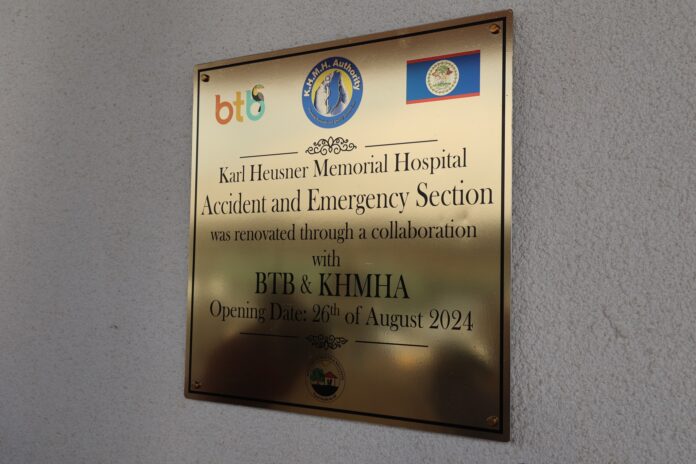 btb
K.H.M.H. Authority
Karl Heusner Memorial Hospital
Accident and Emergency Section
was renovated through a collaboration
with
BTB & KHMHA
Opening Date: 26th of August 2024